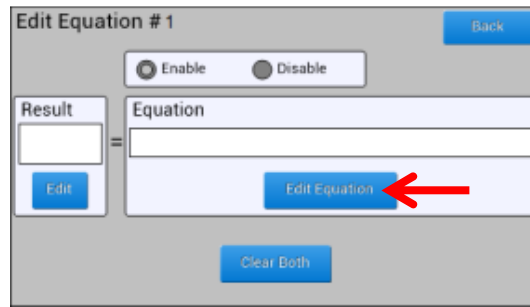 Edit Equation # 1
Back
Enable
Disable
Result
Equation
=
Edit
Edit Equation
Clear Both